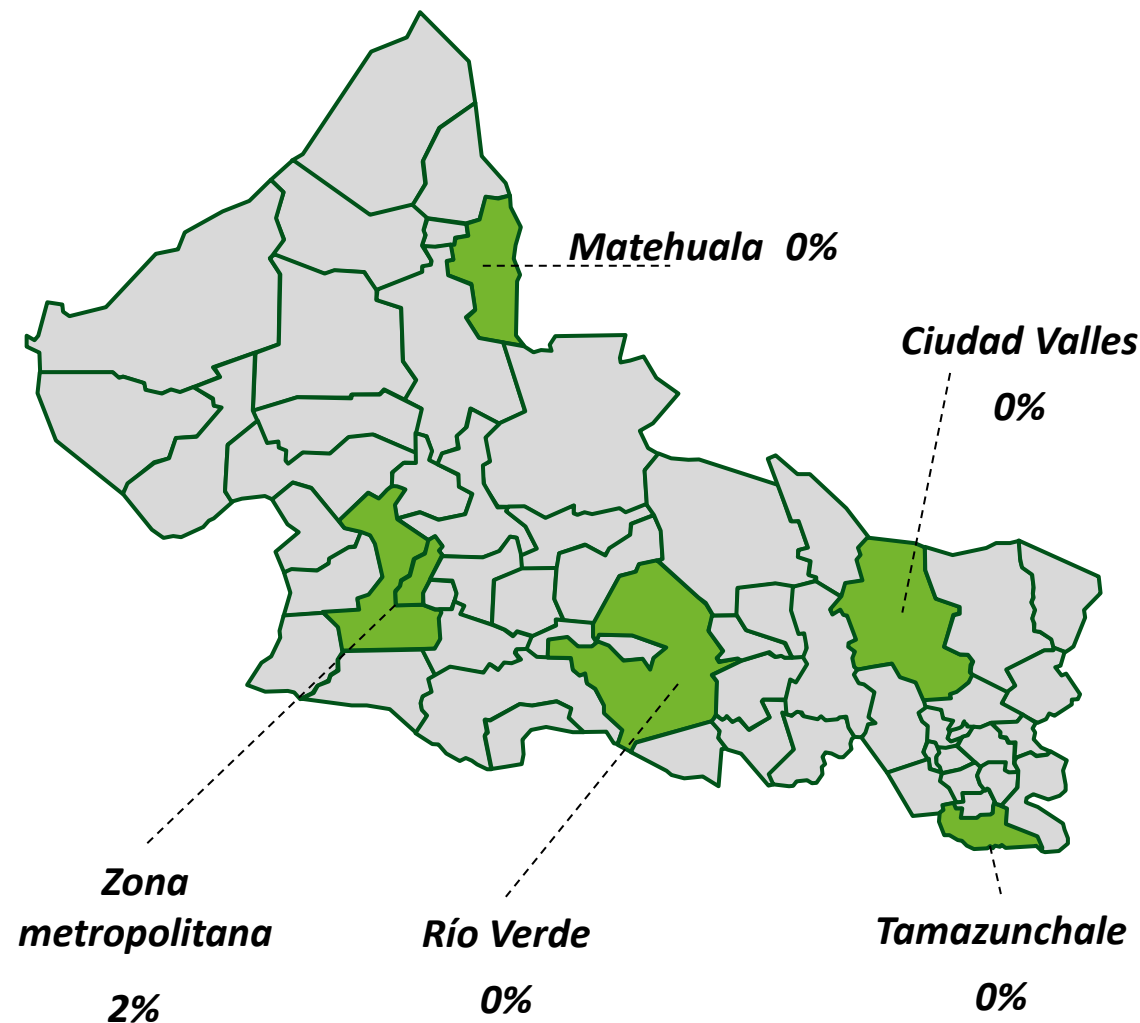 Matehuala 0%
Ciudad Valles
0%
Zona
metropolitana
2%
Río Verde
0%
Tamazunchale
0%